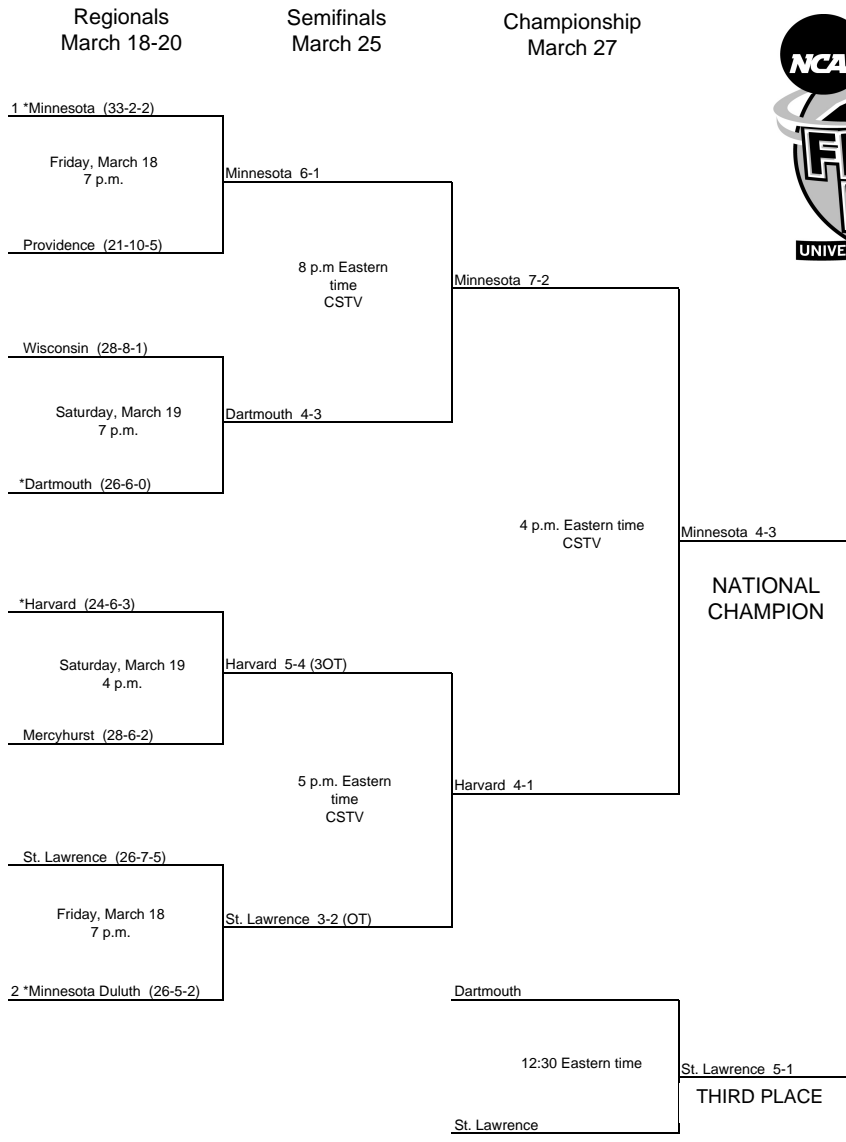 Regionals
March 18-20
Semifinals
March 25
Championship
March 27
NCA
1 *Minnesota (33-2-2)
Friday, March 18
7 p.m.
Minnesota 6-1
Providence (21-10-5)
UNIVE
8 p.m Eastern
time
CSTV
Minnesota 7-2
Wisconsin (28-8-1)
Saturday, March 19
7 p.m.
Dartmouth 4-3
*Dartmouth (26-6-0)
4 p.m. Eastern time
CSTV
Minnesota 4-3
NATIONAL
CHAMPION
*Harvard (24-6-3)
Saturday, March 19
4 p.m.
Harvard 5-4 (3OT)
Mercyhurst (28-6-2)
5 p.m. Eastern
time
CSTV
Harvard 4-1
St. Lawrence (26-7-5)
Friday, March 18
7 p.m.
St. Lawrence 3-2 (OT)
2 *Minnesota Duluth (26-5-2)
Dartmouth
12:30 Eastern time
St. Lawrence 5-1
THIRD PLACE
St. Lawrence